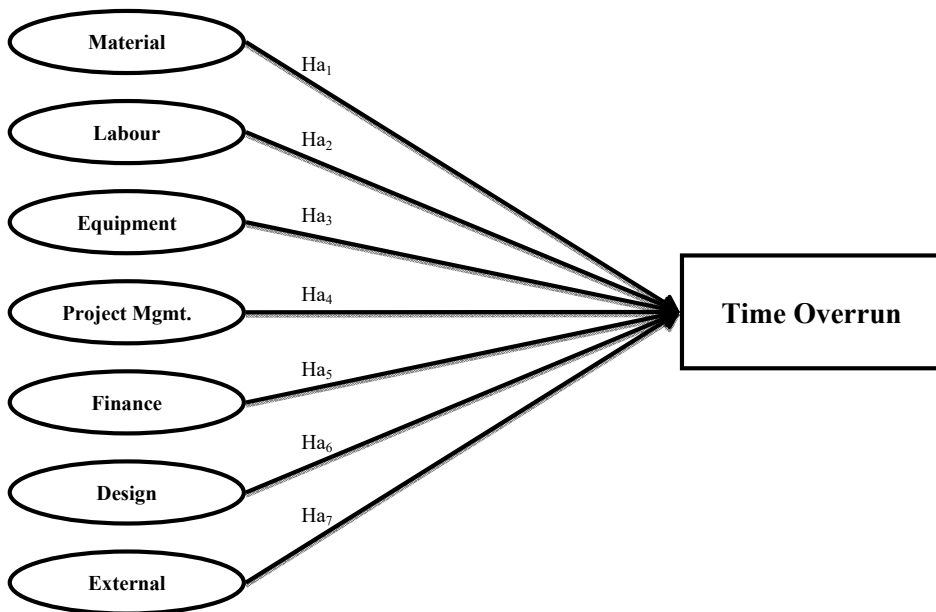 Material
Ha₁
Labour
Ha₂
Equipment
Ha₃
Project Mgmt.
Ha₄
Time Overrun
Finance
Ha₅
Design
Ha₆
External
Ha₇